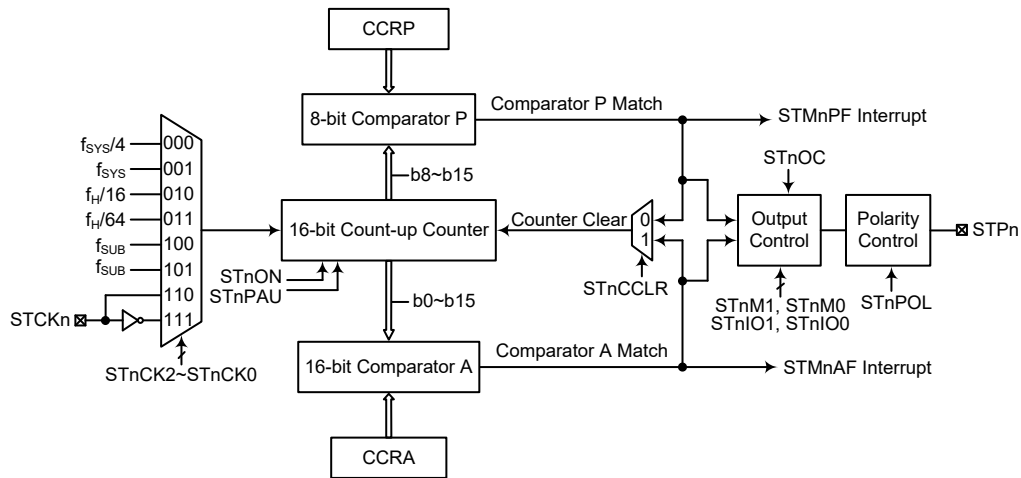 CCRP
8-bit Comparator P
Comparator P Match
STMnPF Interrupt
fSYS/4
000
fSYS
001
fH/16
010
fH/64
011
fSUB
100
fSUB
101
110
111
STCKn
STnCK2~STnCK0
b8~b15
16-bit Count-up Counter
Counter Clear
0
1
STnCCLR
STnON
STnPAU
b0~b15
STnOC
Output
Control
Polarity
Control
STPn
STnM1, STnM0
STnIO1, STnIO0
STnPOL
16-bit Comparator A
Comparator A Match
STMnAF Interrupt
CCRA